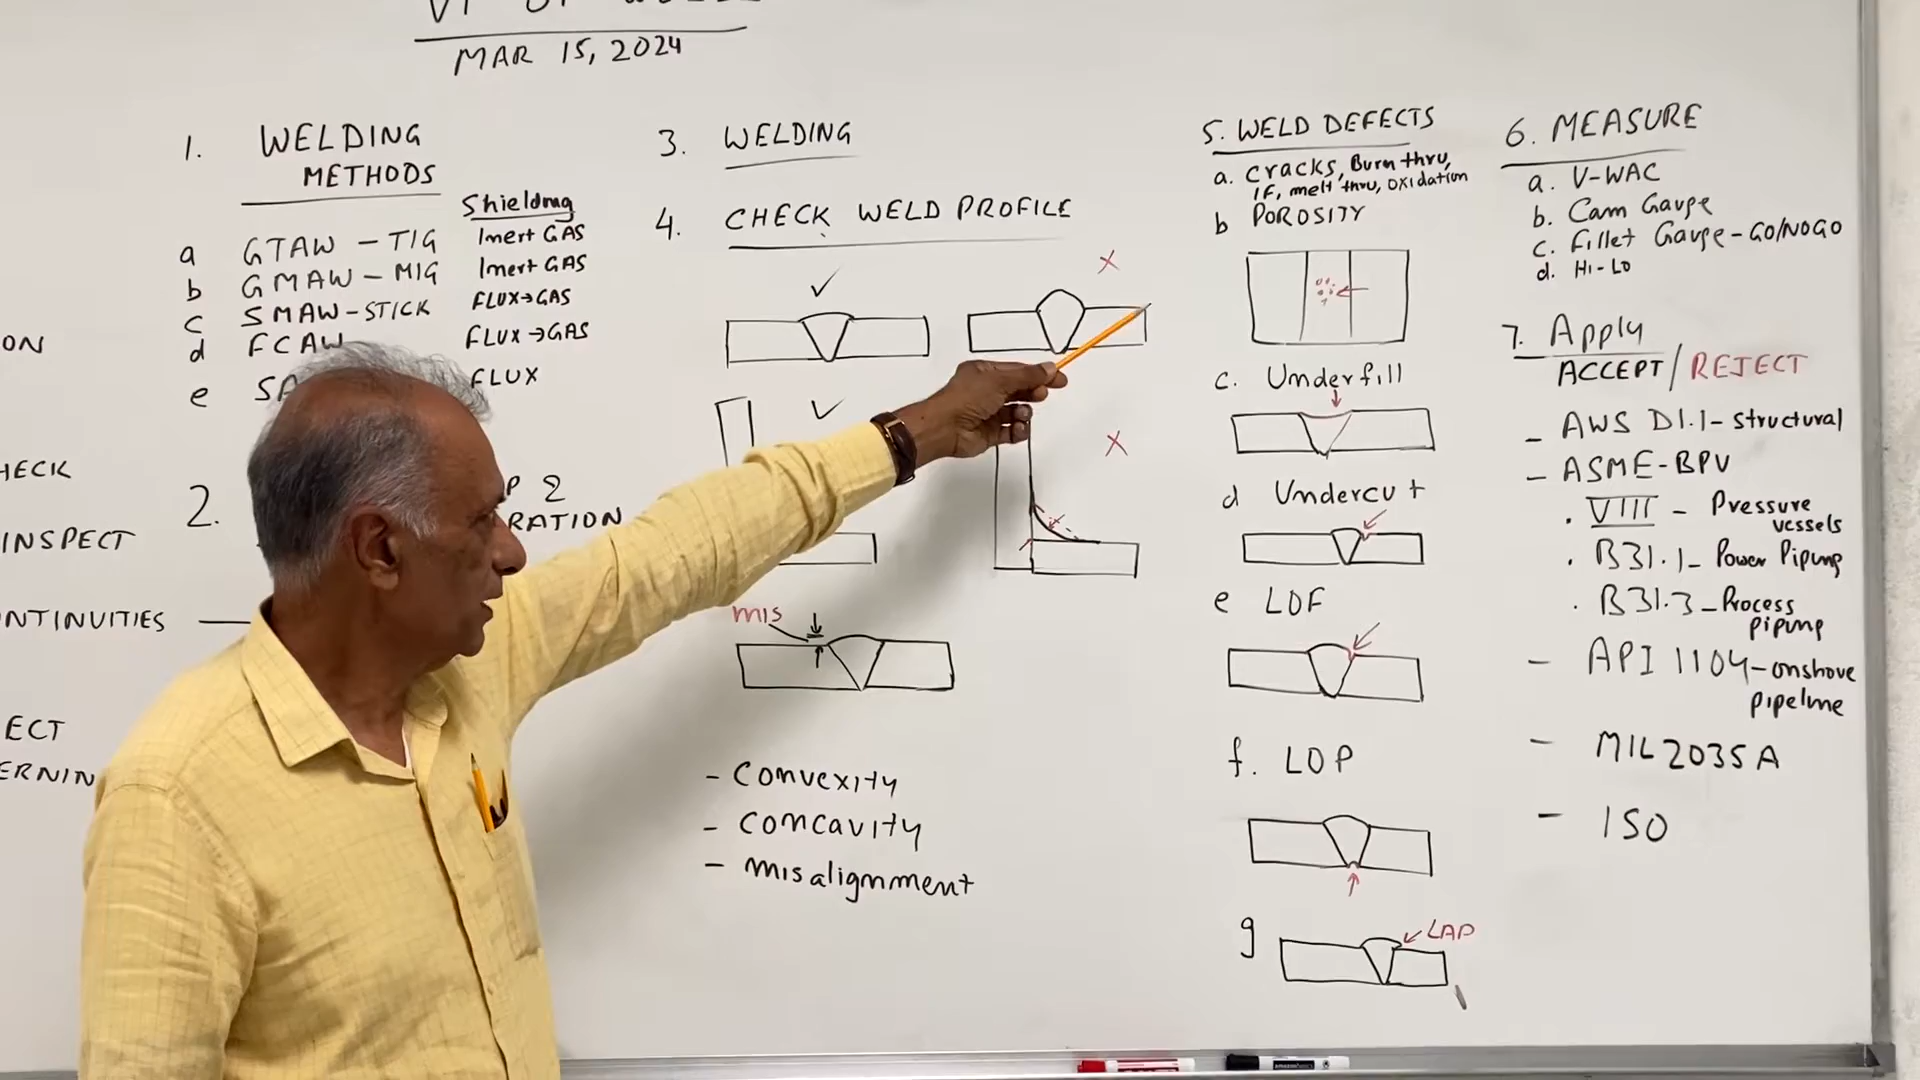 MAR 15, 2024
ON
HECK
INSPECT
NTINUITIES
ECT
ERNIN
1. WELDING
METHODS
Shielding
a GTAW - TIG Inert GAS
b GMAW - MIG Inert GAS
c SMAW-STICK FLUX→GAS
d FCAW FLUX→GAS
e SA FLUX
2. P 2
RATION
3. WELDING
4. CHECK WELD PROFILE
✓ X
✓ X
MIS
- Convexity
- Concavity
- Misalignment
5. WELD DEFECTS
a. Cracks, Burn thru,
IF, melt thru, oxidation
b POROSITY
c. Underfill
d Undercut
e LOF
f. LOP
g LAP
6. MEASURE
a. V-WAC
b. Cam Gauge
c. Fillet Gauge-GO/NOGO
d. Hi-Lo
7. Apply
ACCEPT/REJECT
- AWS D1.1-Structural
- ASME-BPV
. VIII - Pressure
vessels
. B31.1- Power Piping
. B31.3-Process
piping
- API 1104-onshore
pipeline
- MIL2035A
- ISO